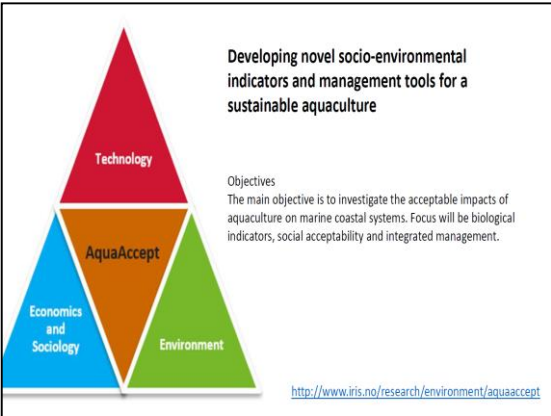 Developing novel socio-environmental
indicators and management tools for a
sustainable aquaculture
Technology
Objectives
The main objective is to investigate the acceptable impacts of
aquaculture on marine coastal systems. Focus will be biological
indicators, social acceptability and integrated management.
AquaAccept
Economics
and
Sociology
Environment
http://www.iris.no/research/environment/aquaaccept